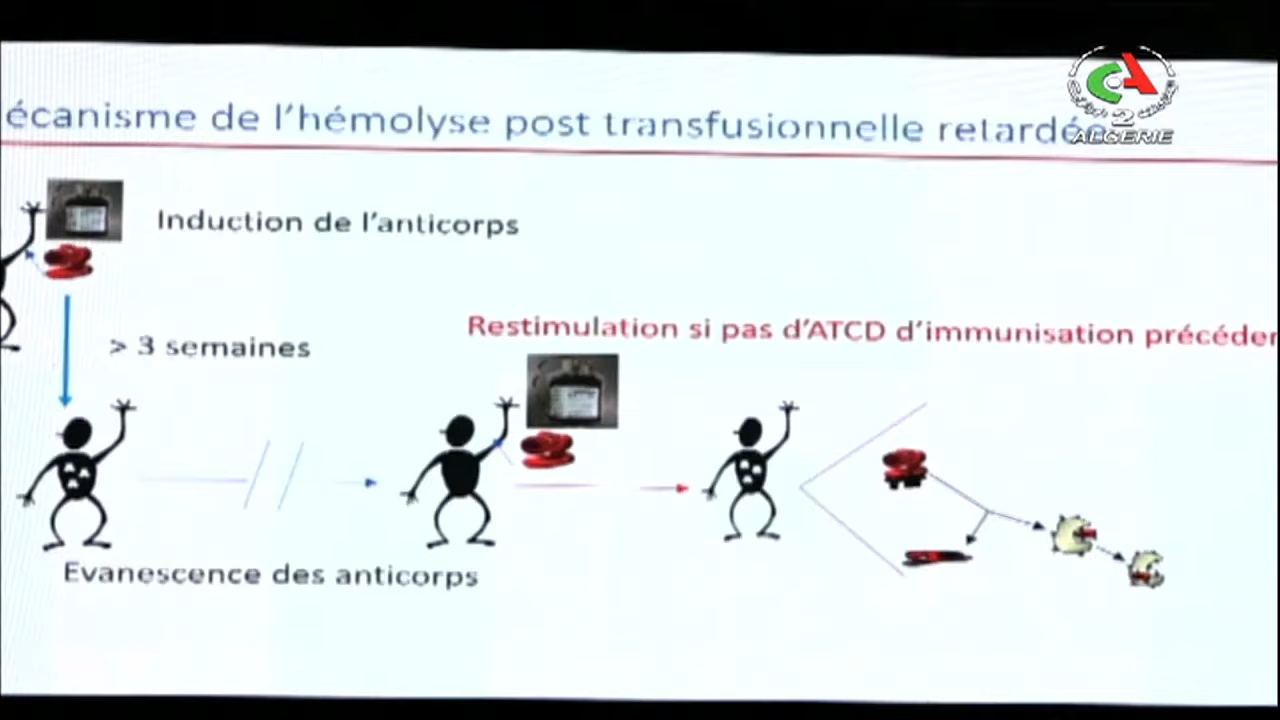 écanisme de l'hémolyse post transfusionnelle retardée
2
ALGERIE
Induction de l'anticorps
Restimulation si pas d'ATCD d'immunisation précéden
> 3 semaines
Evanescence des anticorps